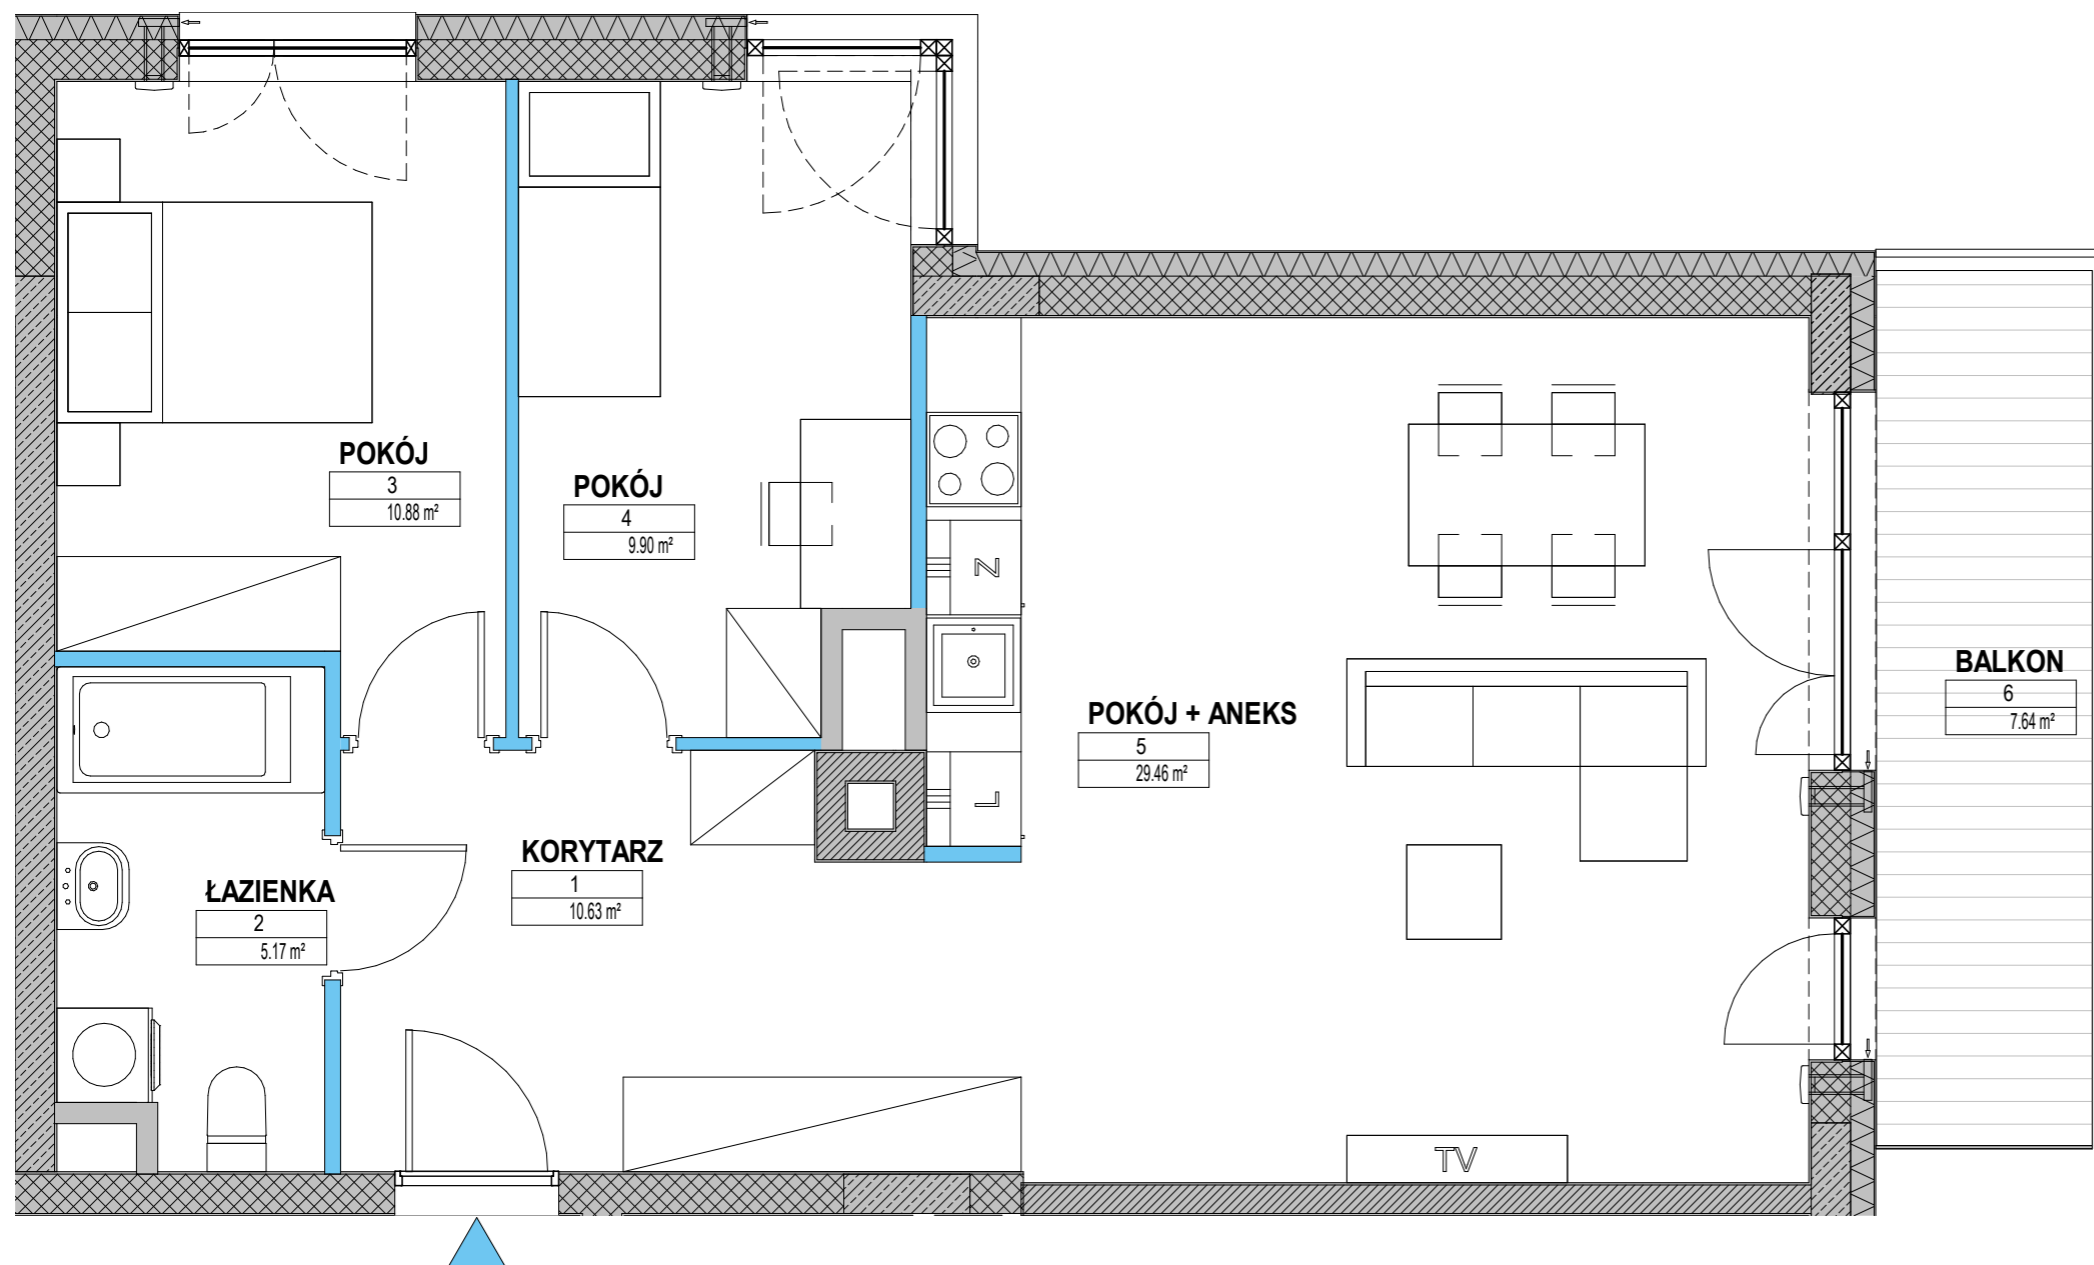 POKÓJ
3
10.88 m²
POKÓJ
4
9.90 m²
Z
POKÓJ + ANEKS
5
29.46 m²
BALKON
6
7.64 m²
L
KORYTARZ
1
10.63 m²
ŁAZIENKA
2
5.17 m²
TV